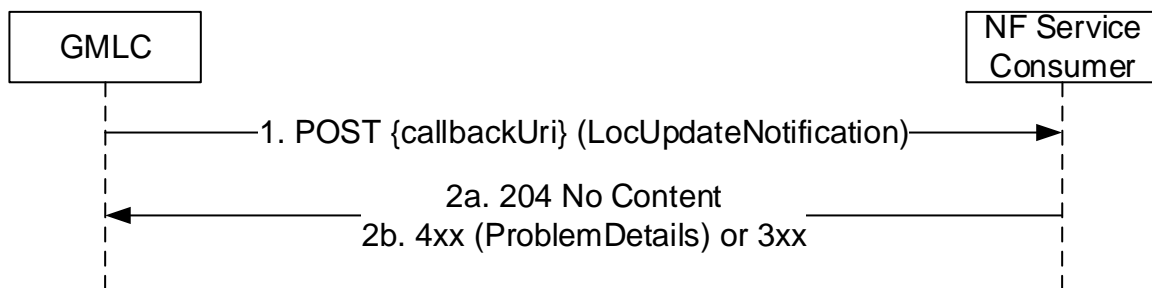 GMLC
NF Service
Consumer
1. POST {callbackUri} (LocUpdateNotification)
2a. 204 No Content
2b. 4xx (ProblemDetails) or 3xx